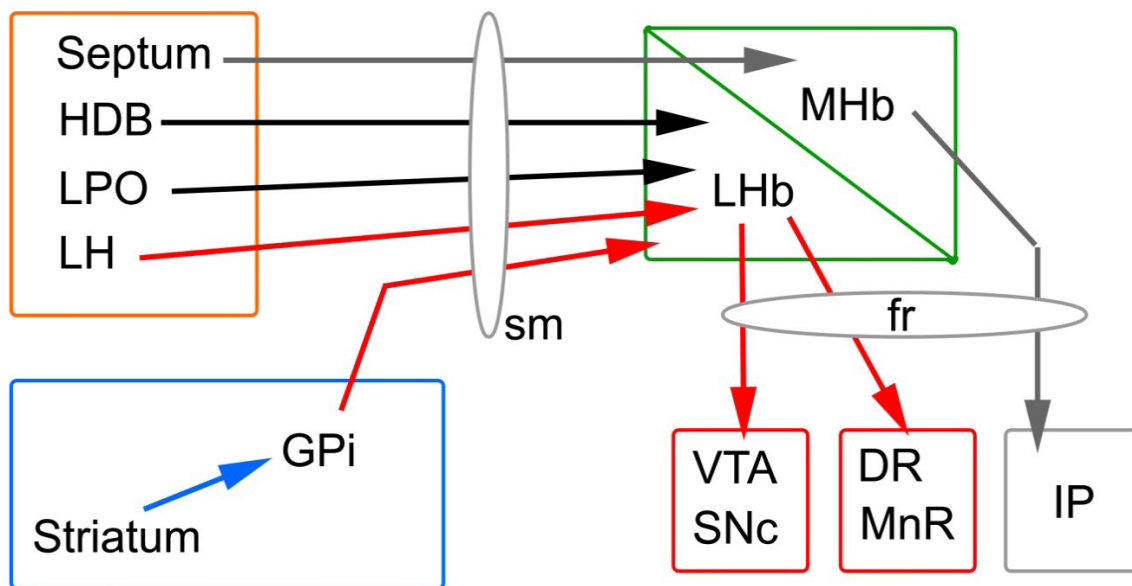 Septum
HDB
LPO
LH
sm
MHb
LHb
fr
GPi
Striatum
VTA
SNc
DR
MnR
IP